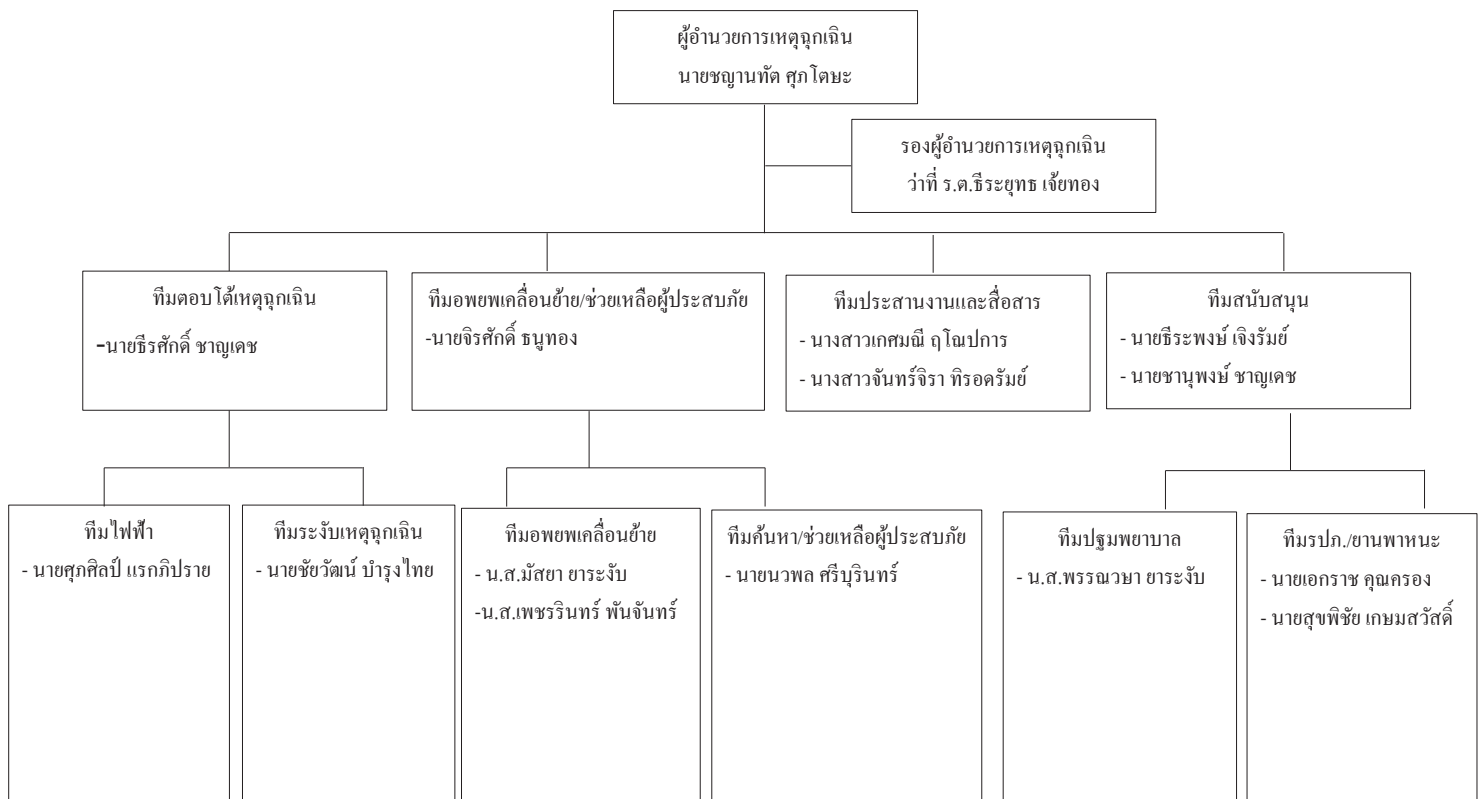 ผู้อำนวยการเหตุฉุกเฉิน
นายชญานทัต ศุภโตษะ
รองผู้อำนวยการเหตุฉุกเฉิน
ว่าที่ ร.ต.ธีระยุทธ เจ้ยทอง
ทีมตอบโต้เหตุฉุกเฉิน
-นายธีรศักดิ์ ชาญเดช
ทีมอพยพเคลื่อนย้าย/ช่วยเหลือผู้ประสบภัย
-นายจิรศักดิ์ ธนูทอง
ทีมประสานงานและสื่อสาร
- นางสาวเกศมณี ฤโณปการ
- นางสาวจันทร์จิรา ทิรอดรัมย์
ทีมสนับสนุน
- นายธีระพงษ์ เจิงรัมย์
- นายชานุพงษ์ ชาญเดช
ทีมไฟฟ้า
- นายศุภศิลป์ แรกภิปราย
ทีมระงับเหตุฉุกเฉิน
- นายชัยวัฒน์ บำรุงไทย
ทีมอพยพเคลื่อนย้าย
- น.ส.มัสยา ยาระงับ
-น.ส.เพชรรินทร์ พันจันทร์
ทีมค้นหา/ช่วยเหลือผู้ประสบภัย
- นายนวพล ศรีบุรินทร์
ทีมปฐมพยาบาล
- น.ส.พรรณวษา ยาระงับ
ทีมรปภ./ยานพาหนะ
- นายเอกราช คุณครอง
- นายสุขพิชัย เกษมสวัสดิ์